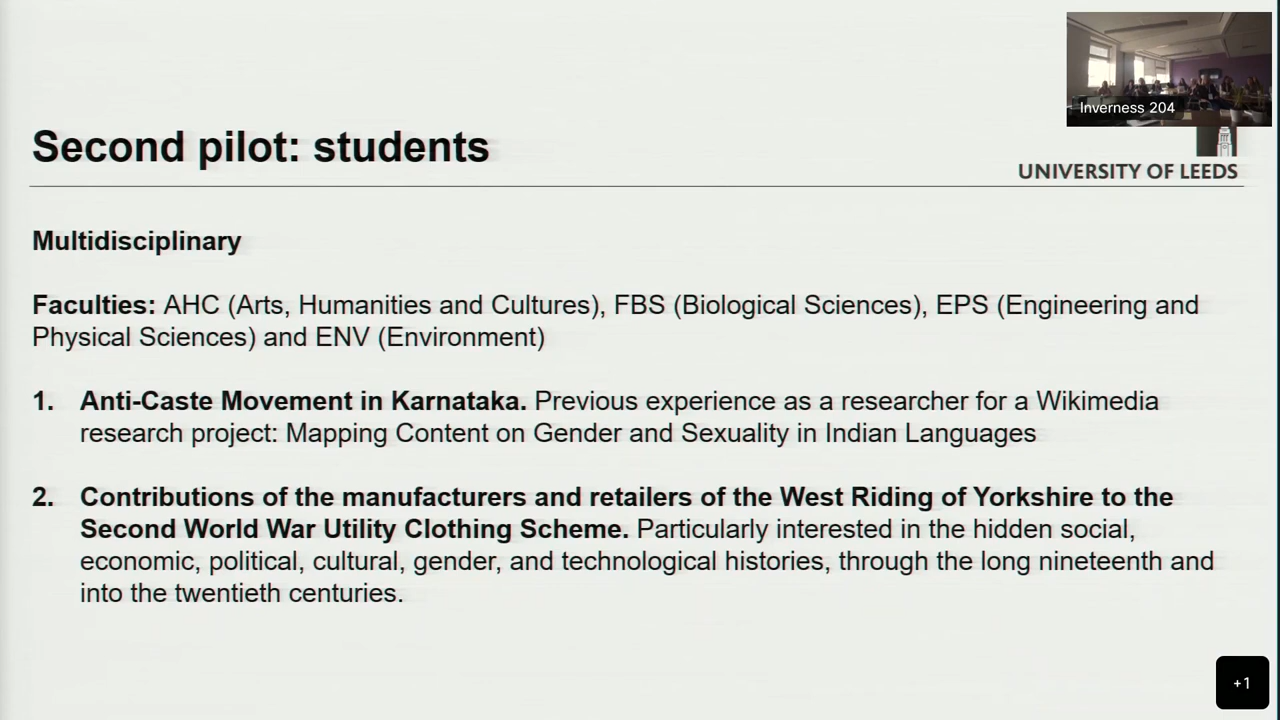 Inverness 204
Second pilot: students
UNIVERSITY OF LEEDS
Multidisciplinary
Faculties: AHC (Arts, Humanities and Cultures), FBS (Biological Sciences), EPS (Engineering and
Physical Sciences) and ENV (Environment)
1. Anti-Caste Movement in Karnataka. Previous experience as a researcher for a Wikimedia
research project: Mapping Content on Gender and Sexuality in Indian Languages
2. Contributions of the manufacturers and retailers of the West Riding of Yorkshire to the
Second World War Utility Clothing Scheme. Particularly interested in the hidden social,
economic, political, cultural, gender, and technological histories, through the long nineteenth and
into the twentieth centuries.
+1